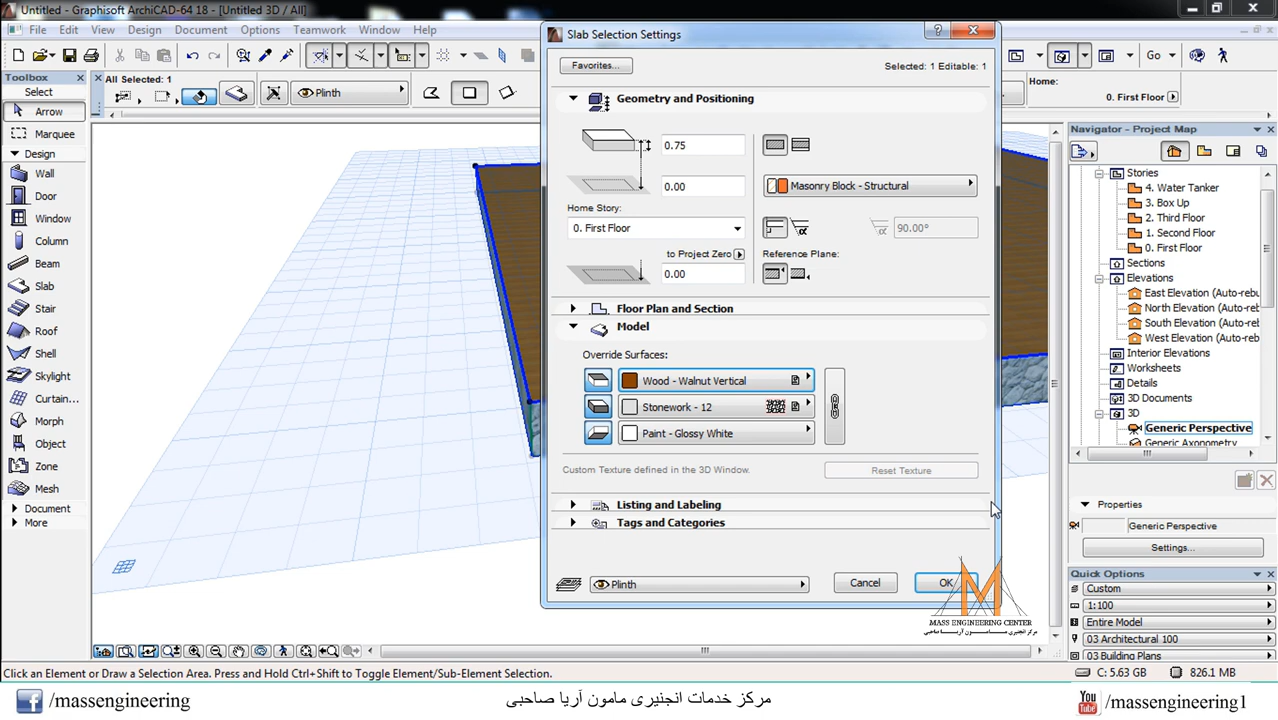 Untitled - Graphisoft ArchiCAD-64 18 - [Untitled 3D / All]
File Edit View Design Document Options Teamwork Window Help
Go
Toolbox
Select
Arrow
Marquee
Design
Wall
Door
Window
Column
Beam
Slab
Stair
Roof
Shell
Skylight
Curtain...
Morph
Object
Zone
Mesh
Document
More
All Selected: 1
Plinth
Slab Selection Settings
Favorites...
Selected: 1 Editable: 1
Geometry and Positioning
0.75
0.00
Masonry Block - Structural
Home Story:
0. First Floor
90.00°
to Project Zero
Reference Plane:
0.00
Floor Plan and Section
Model
Override Surfaces:
Wood - Walnut Vertical
Stonework - 12
Paint - Glossy White
Custom Texture defined in the 3D Window.
Reset Texture
Listing and Labeling
Tags and Categories
Plinth
Cancel
OK
Home:
0. First Floor
Navigator - Project Map
Stories
4. Water Tanker
3. Box Up
2. Third Floor
1. Second Floor
0. First Floor
Sections
Elevations
East Elevation (Auto-rebu
North Elevation (Auto-reb
South Elevation (Auto-reb
West Elevation (Auto-rebu
Interior Elevations
Worksheets
Details
3D Documents
3D
Generic Perspective
Generic Axonometry
Properties
Generic Perspective
Settings...
Quick Options
Custom
1:100
Entire Model
03 Architectural 100
03 Building Plans
M
MASS ENGINEERING CENTER
Click an Element or Draw a Selection Area. Press and Hold Ctrl+Shift to Toggle Element/Sub-Element Selection.
C: 5.63 GB
826.1 MB
f /massengineering
مرکز خدمات انجنیری مامون آریا صاحبی
You Tube /massengineering1